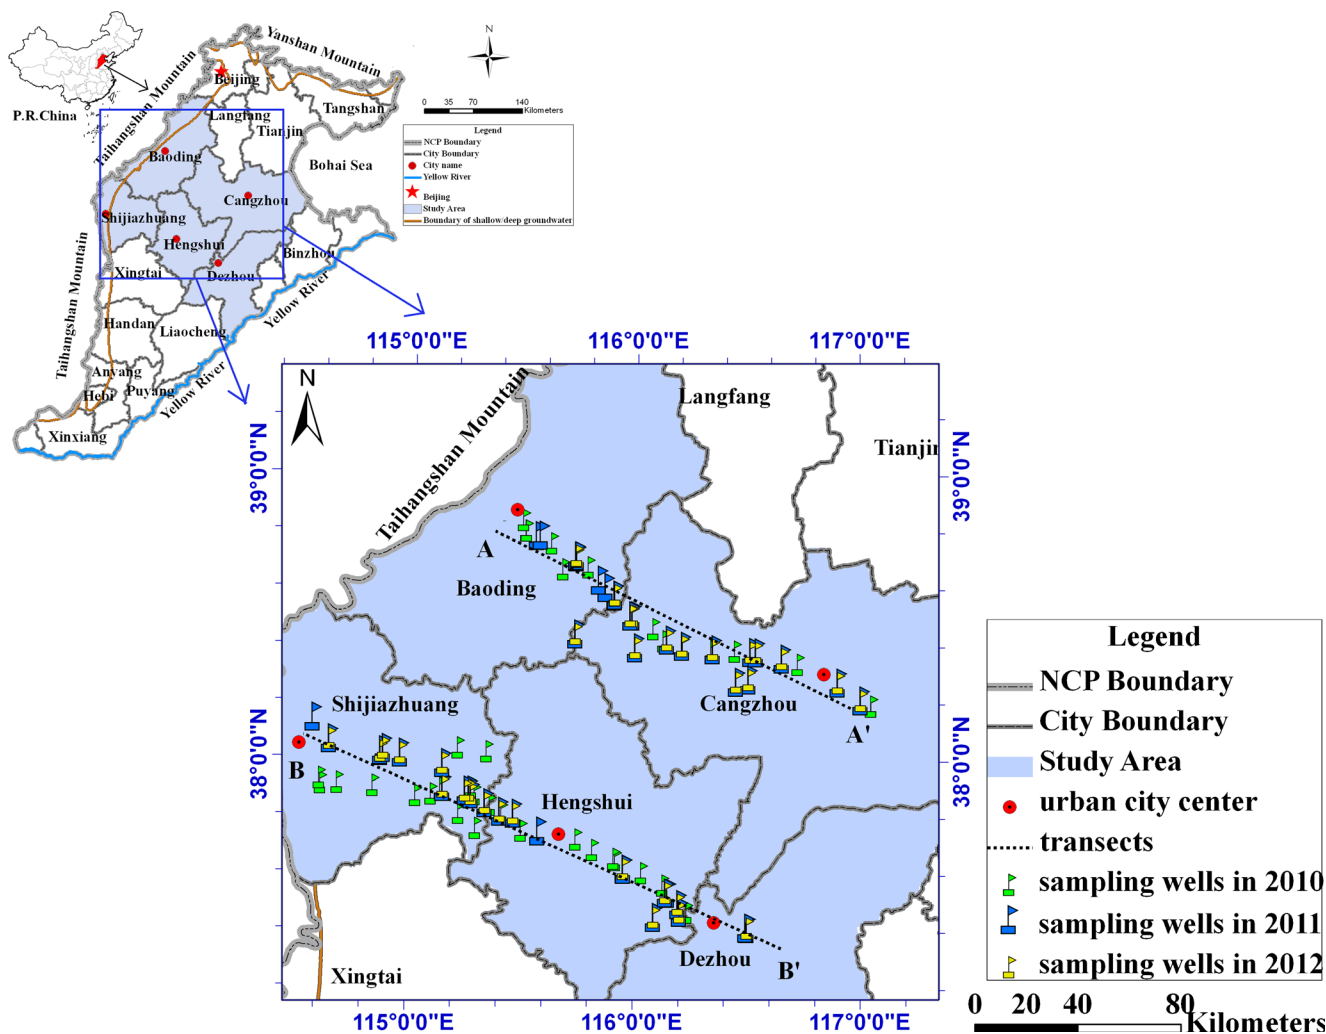 Yanshan Mountain
N
Taihangshan Mountain
Beijing
P.R.China
Langfang
Tangshan
Tianjin
0 35 70 140
Kilometers
Legend
NCP Boundary
City Boundary
City name
Yellow River
Beijing
Study Area
Boundary of shallow/deep groundwater
Baoding
Bohai Sea
Cangzhou
Shijiazhuang
Hengshui
Binzhou
Xingtai
Dezhou
Taihangshan Mountain
Yellow River
Handan
Liaocheng
Anyang
Puyang
Hebi
Yellow River
Xinxiang
115°0'0"E 116°0'0"E 117°0'0"E
N
Taihangshan Mountain
Langfang
Tianjin
39°0'0"N
39°0'0"N
A
Baoding
Shijiazhuang
Cangzhou
A'
38°0'0"N
38°0'0"N
B
Hengshui
Dezhou
B'
Xingtai
115°0'0"E 116°0'0"E 117°0'0"E
Legend
NCP Boundary
City Boundary
Study Area
urban city center
transects
sampling wells in 2010
sampling wells in 2011
sampling wells in 2012
0 20 40 80
Kilometers